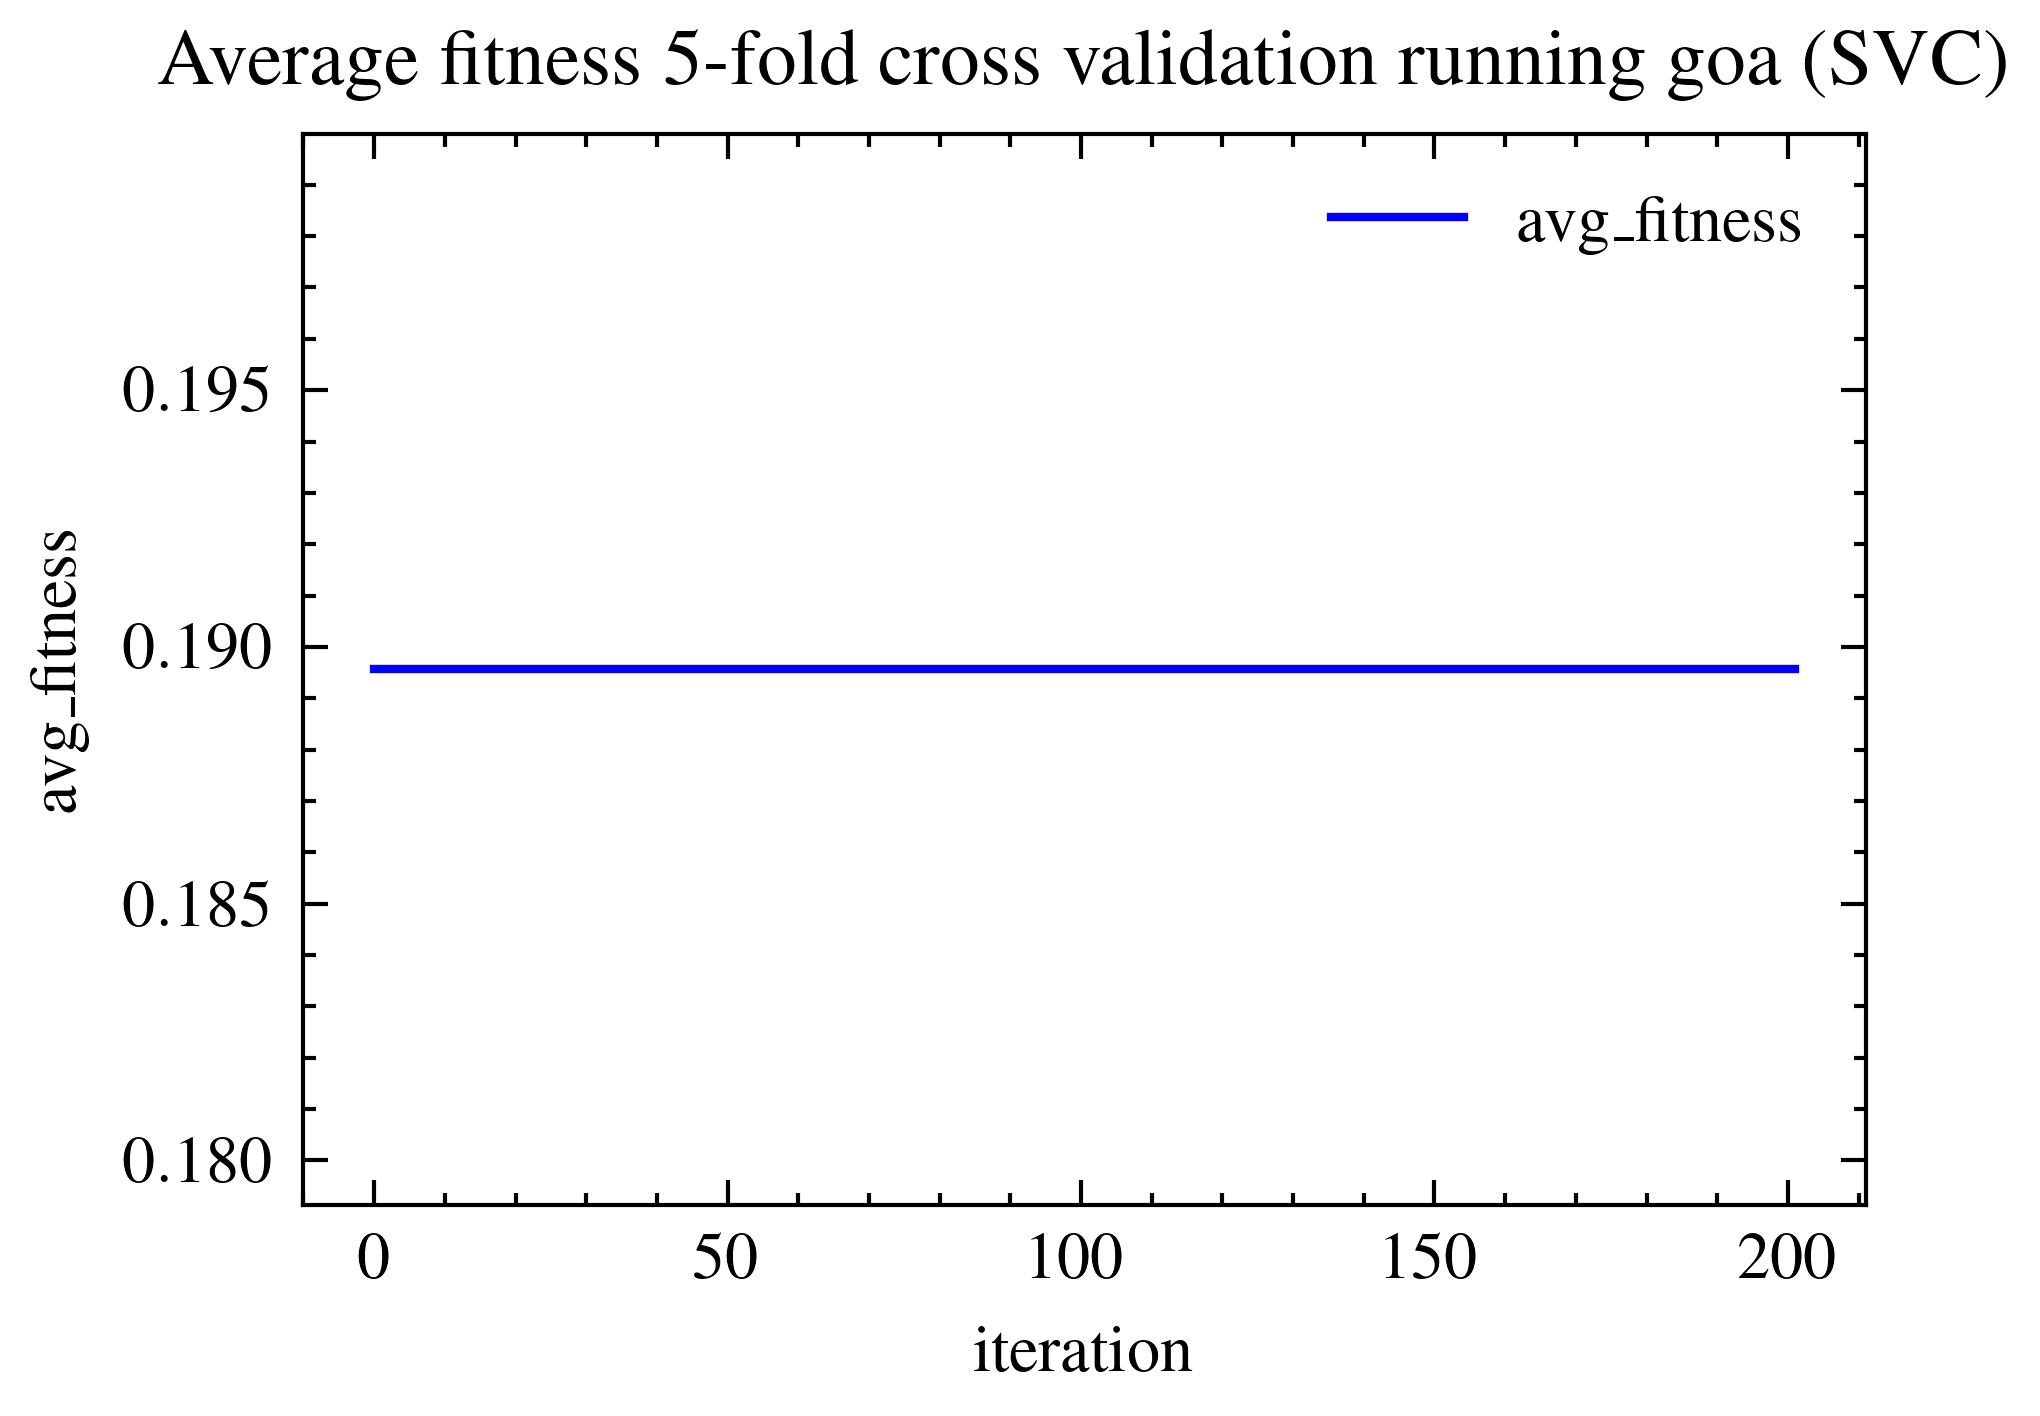 Average fitness 5-fold cross validation running goa (SVC)
avg_fitness
0.195
0.190
0.185
0.180
avg_fitness
0 50 100 150 200
iteration